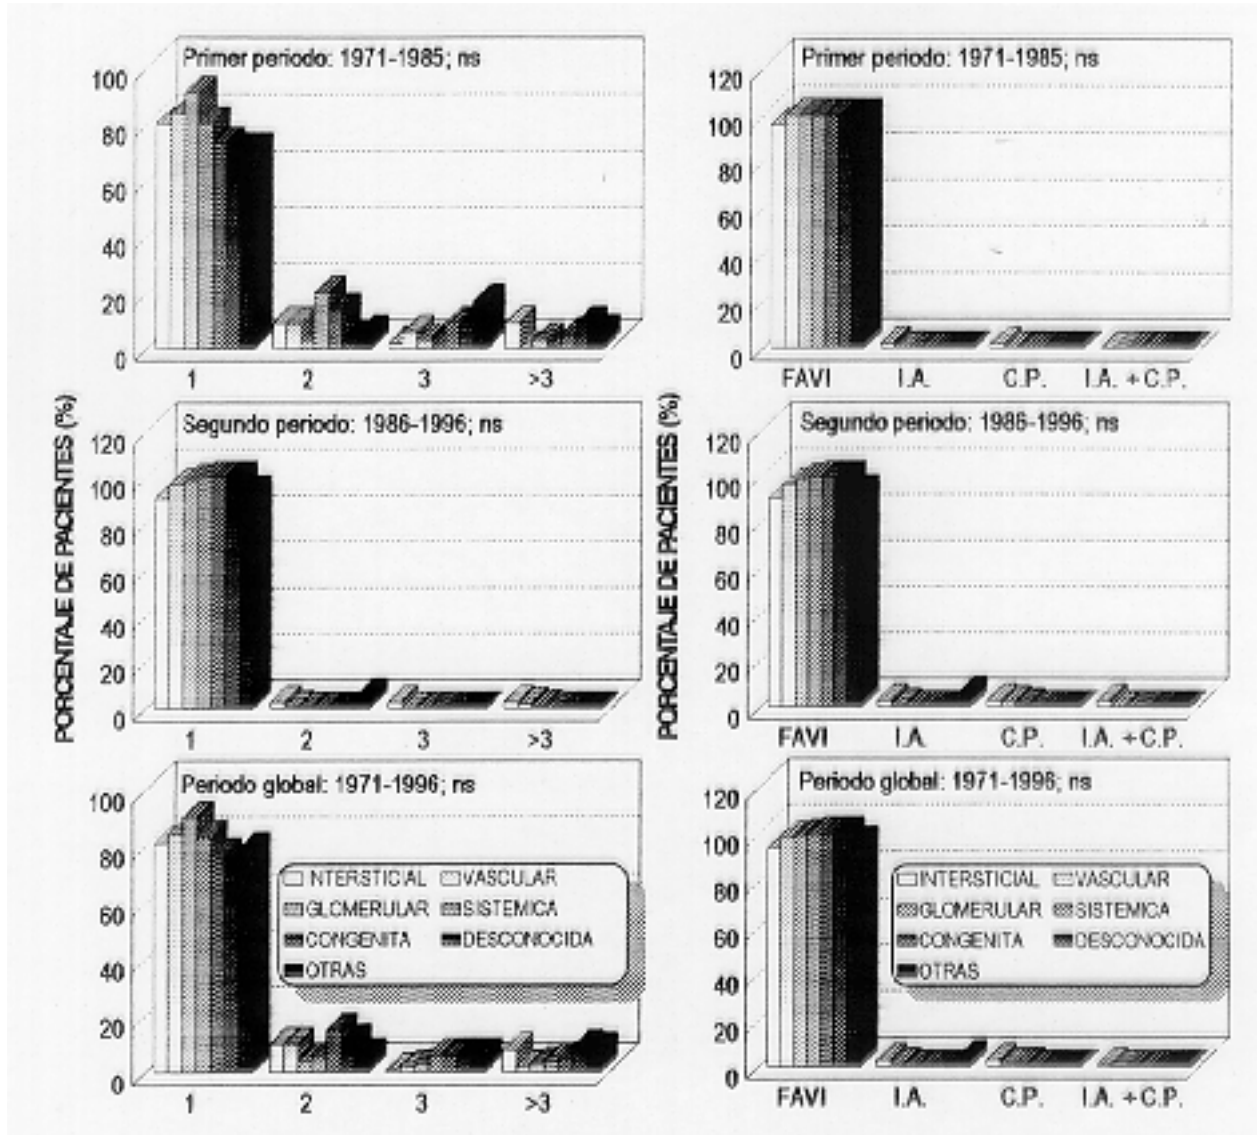 Primer periodo: 1971-1985; ns
100
80
60
40
20
0
1 2 3 >3
Primer periodo: 1971-1985; ns
120
100
80
60
40
20
0
FAVI I.A. C.P. I.A. +C.P.
PORCENTAJE DE PACIENTES (%)
Segundo periodo: 1986-1996; ns
120
100
80
60
40
20
0
1 2 3 >3
PORCENTAJE DE PACIENTES (%)
Segundo periodo: 1986-1996; ns
120
100
80
60
40
20
0
FAVI I.A. C.P. I.A. +C.P.
Periodo global: 1971-1996; ns
100
80
60
40
20
0
NTERSTICIAL VASCULAR
GLOMERULAR SISTEMICA
CONGENITA DESCONOCIDA
OTRAS
1 2 3 >3
Periodo global: 1971-1996; ns
120
100
80
60
40
20
0
INTERSTICIAL VASCULAR
GLOMERULAR SISTEMICA
CONGENITA DESCONOCIDA
OTRAS
FAVI I.A. C.P. I.A. +C.P.